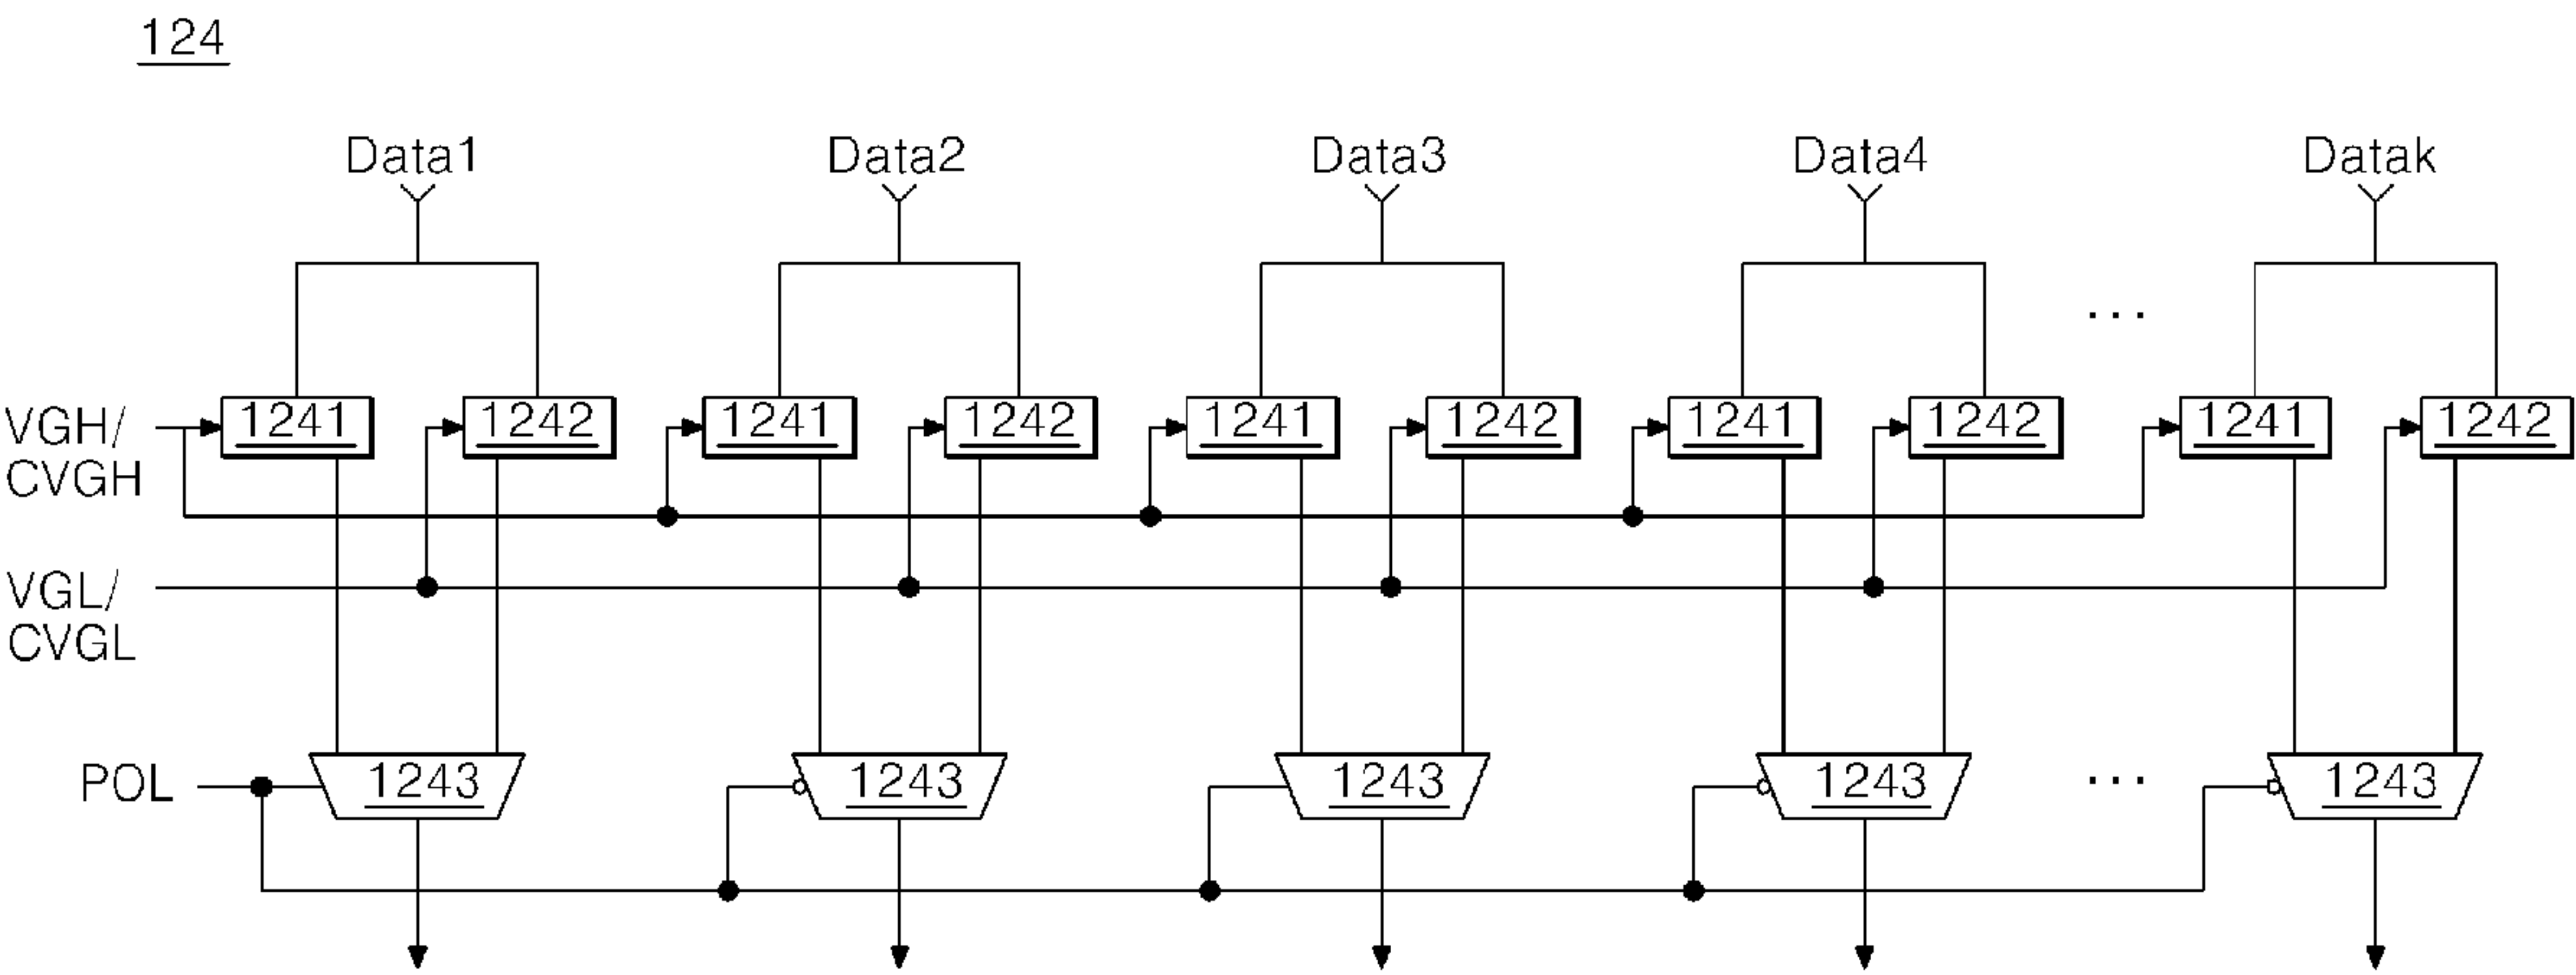 124
Data1 Data2 Data3 Data4 Datak
...
VGH/ 1241 1242 1241 1242 1241 1242 1241 1242 1241 1242
CVGH
VGL/
CVGL
POL 1243 1243 1243 1243 ... 1243